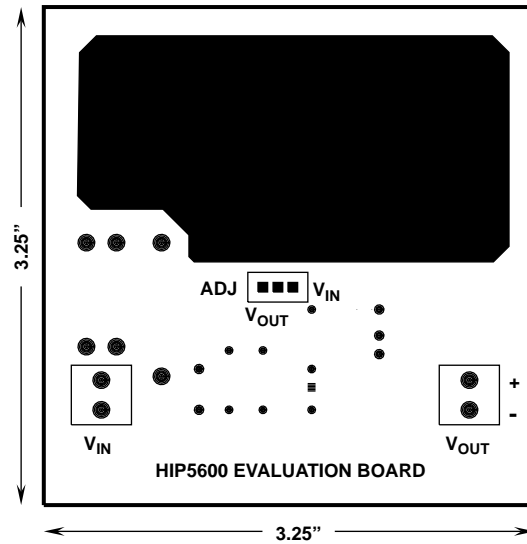 3.25”
ADJ
VIN
VOUT
+
-
VIN
VOUT
HIP5600 EVALUATION BOARD
3.25”